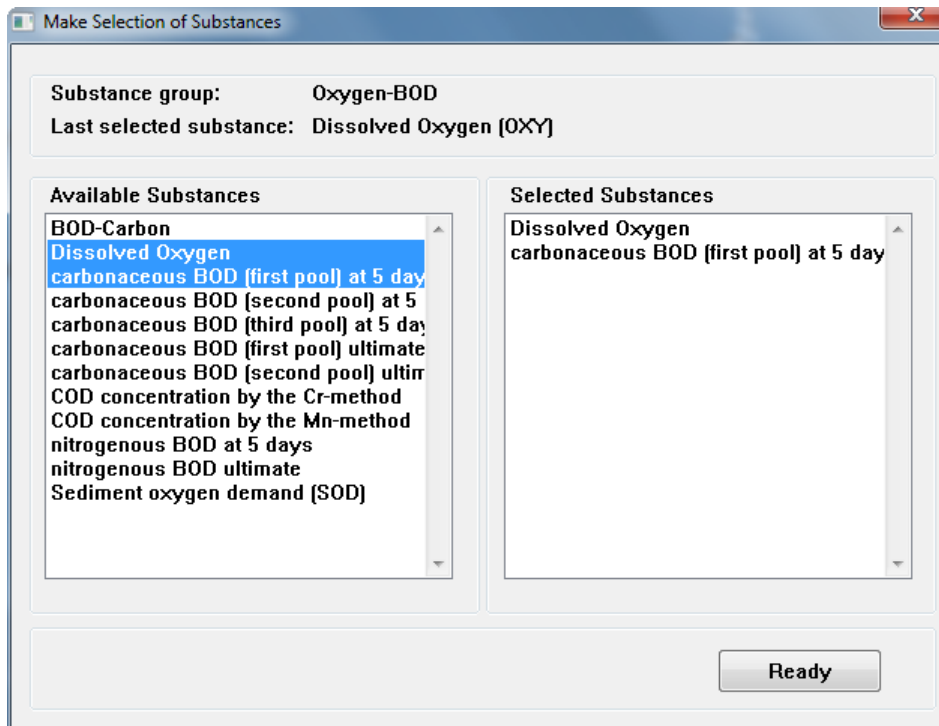 Make Selection of Substances
Substance group: Oxygen-BOD
Last selected substance: Dissolved Oxygen (OXY)
Available Substances
BOD-Carbon
Dissolved Oxygen
carbonaceous BOD (first pool) at 5 day
carbonaceous BOD (second pool) at 5
carbonaceous BOD (third pool) at 5 day
carbonaceous BOD (first pool) ultimate
carbonaceous BOD (second pool) ultim
COD concentration by the Cr-method
COD concentration by the Mn-method
nitrogenous BOD at 5 days
nitrogenous BOD ultimate
Sediment oxygen demand (SOD)
Selected Substances
Dissolved Oxygen
carbonaceous BOD (first pool) at 5 day
Ready